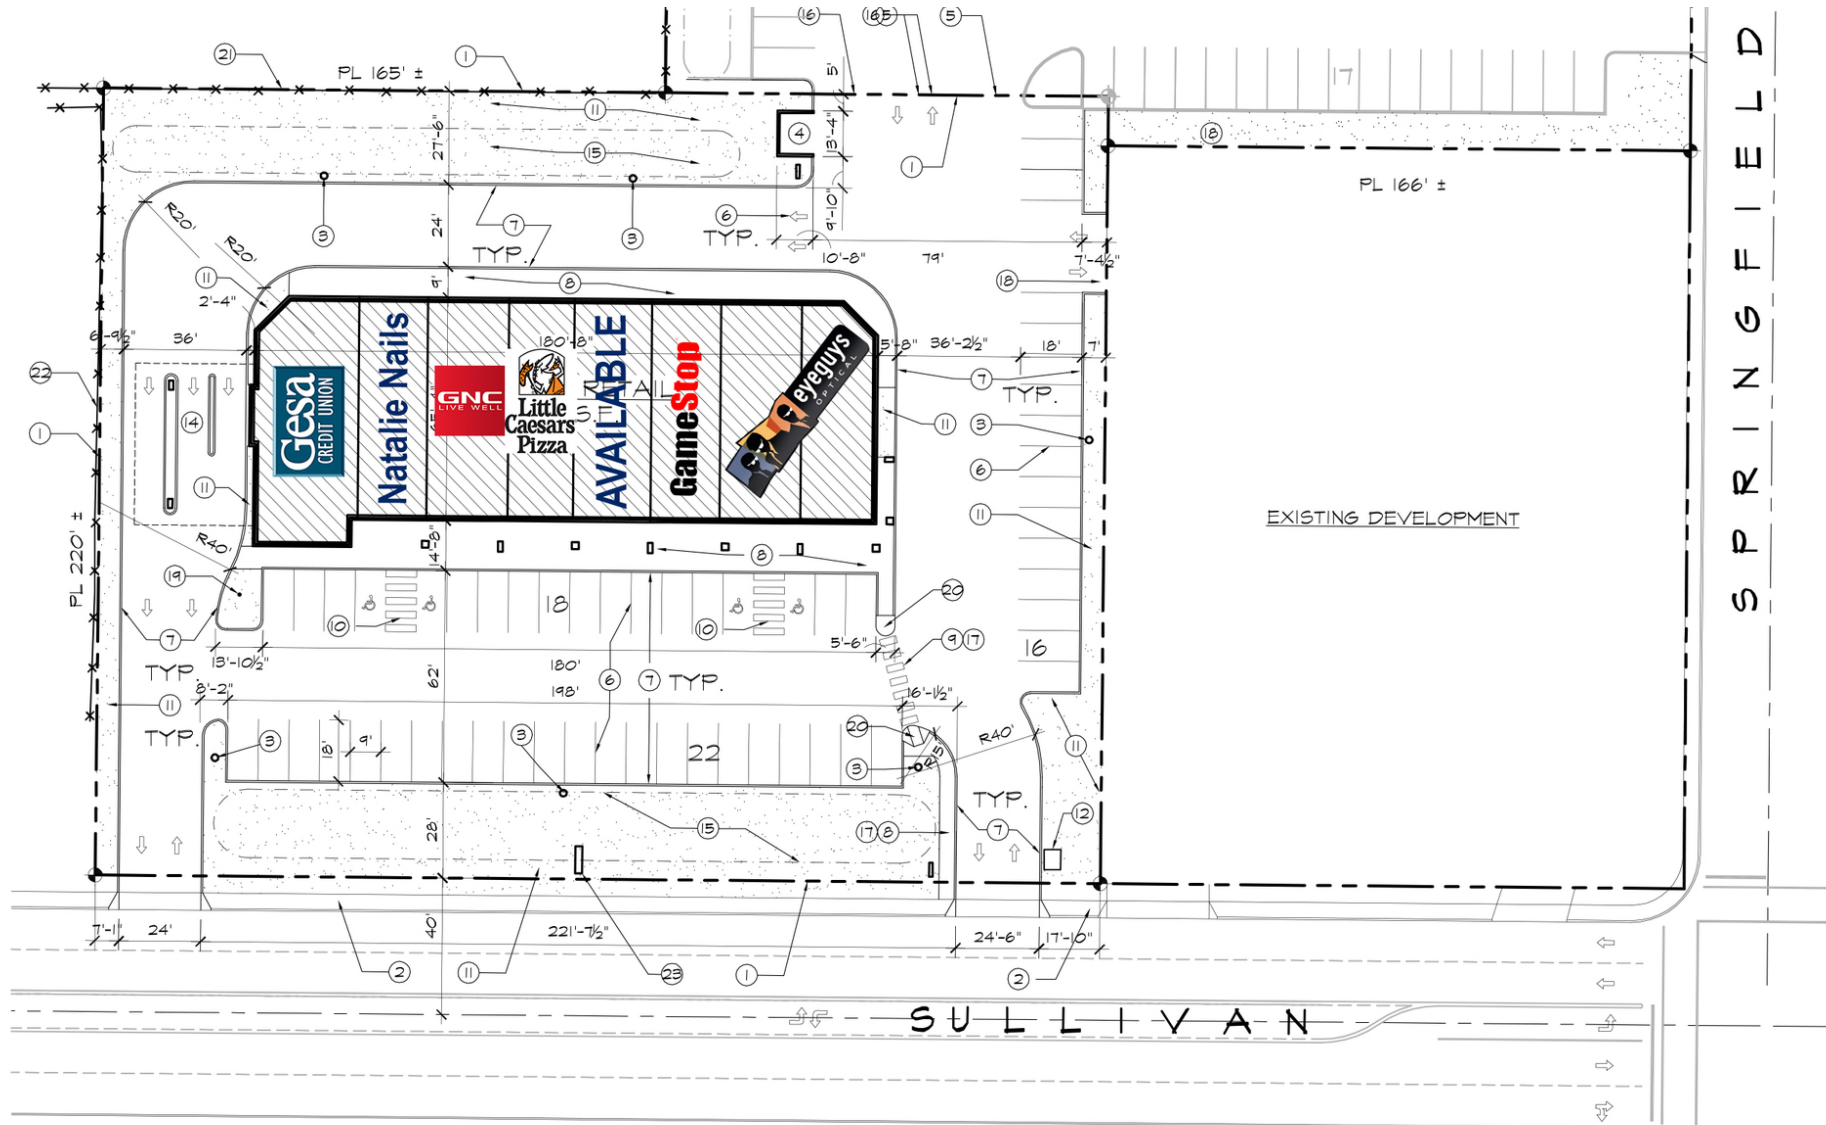 16
16
5
5
21
1
PL 165' ±
5'
17
SPRINGFIELD
11
4
13'-4"
27'-6"
15
1
18
PL 166' ±
R20'
3
3
7
TYP.
6
TYP.
9'-10"
24'
R20'
10'-8"
79'
7'-4½"
11
2'-4"
9'
8
18
6'-9½"
36'
180'-8"
5'-8"
36'-2½"
18'
7'
22
14
Gesa
CREDIT UNION
Natalie Nails
GNC
LIVE WELL
Little
Caesars
Pizza
RETAIL
S.F.
AVAILABLE
GameStop
eyeguys
OPTICAL
7
TYP.
1
11
3
6
11
11
EXISTING DEVELOPMENT
PL 220' ±
R40'
14'-8"
8
19
18
20
10
10
7
5'-6"
9
17
16
13'-10½"
TYP.
180'
62'
6
7
TYP.
8'-2"
198'
16'-1½"
11
TYP.
3
18'
9'
3
22
20
R15'
R40'
11
3
TYP.
28'
15
17
8
7
12
7'-1"
24'
40'
221'-7½"
24'-6"
17'-10"
2
11
23
1
2
SULLIVAN